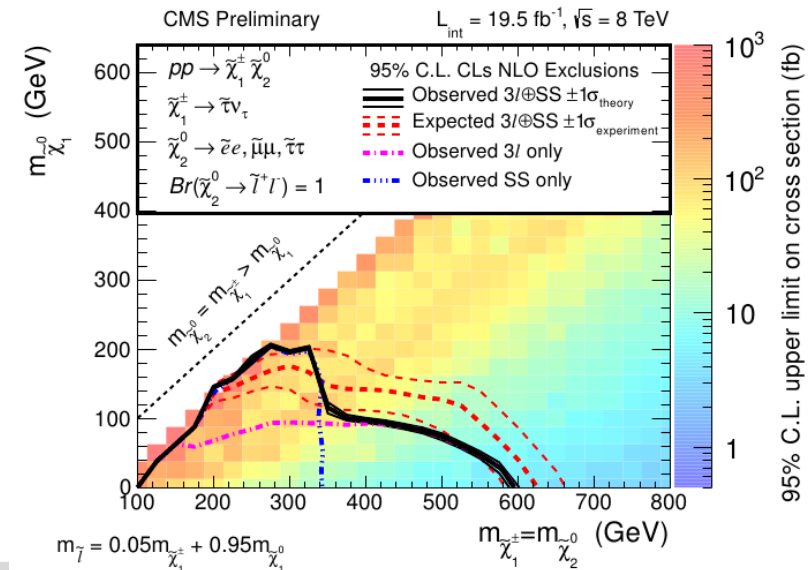 CMS Preliminary
L_int = 19.5 fb⁻¹, √s = 8 TeV
pp → χ̃₁± χ̃₂⁰
χ̃₁± → τ̃ν_τ
χ̃₂⁰ → ẽe, μ̃μ, τ̃τ
Br(χ̃₂⁰ → l̃⁺l⁻) = 1
95% C.L. CLs NLO Exclusions
Observed 3l⊕SS ±1σ_theory
Expected 3l⊕SS ±1σ_experiment
Observed 3l only
Observed SS only
m_χ̃₁⁰ (GeV)
600
500
400
300
200
100
0
m_χ̃₂⁰ = m_χ̃₁± > m_χ̃₁⁰
100 200 300 400 500 600 700 800
m_χ̃₁± = m_χ̃₂⁰ (GeV)
m_l̃ = 0.05m_χ̃₁± + 0.95m_χ̃₁⁰
10³
10²
10
1
95% C.L. upper limit on cross section (fb)